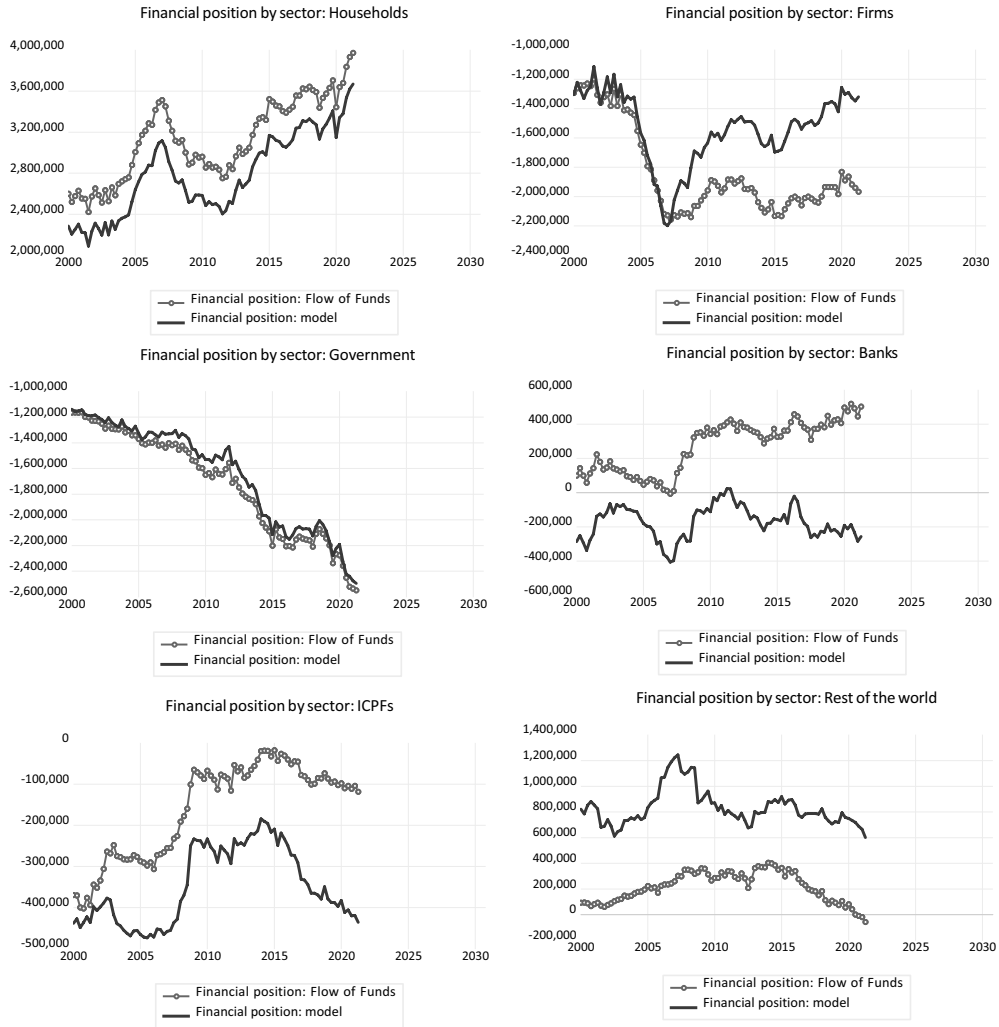 Financial position by sector: Households
4,000,000
3,600,000
3,200,000
2,800,000
2,400,000
2,000,000
2000 2005 2010 2015 2020 2025 2030
Financial position: Flow of Funds
Financial position: model
Financial position by sector: Firms
-1,000,000
-1,200,000
-1,400,000
-1,600,000
-1,800,000
-2,000,000
-2,200,000
-2,400,000
2000 2005 2010 2015 2020 2025 2030
Financial position: Flow of Funds
Financial position: model
Financial position by sector: Government
-1,000,000
-1,200,000
-1,400,000
-1,600,000
-1,800,000
-2,000,000
-2,200,000
-2,400,000
-2,600,000
2000 2005 2010 2015 2020 2025 2030
Financial position: Flow of Funds
Financial position: model
Financial position by sector: Banks
600,000
400,000
200,000
0
-200,000
-400,000
-600,000
2000 2005 2010 2015 2020 2025 2030
Financial position: Flow of Funds
Financial position: model
Financial position by sector: ICPFs
0
-100,000
-200,000
-300,000
-400,000
-500,000
2000 2005 2010 2015 2020 2025 2030
Financial position: Flow of Funds
Financial position: model
Financial position by sector: Rest of the world
1,400,000
1,200,000
1,000,000
800,000
600,000
400,000
200,000
0
-200,000
2000 2005 2010 2015 2020 2025 2030
Financial position: Flow of Funds
Financial position: model